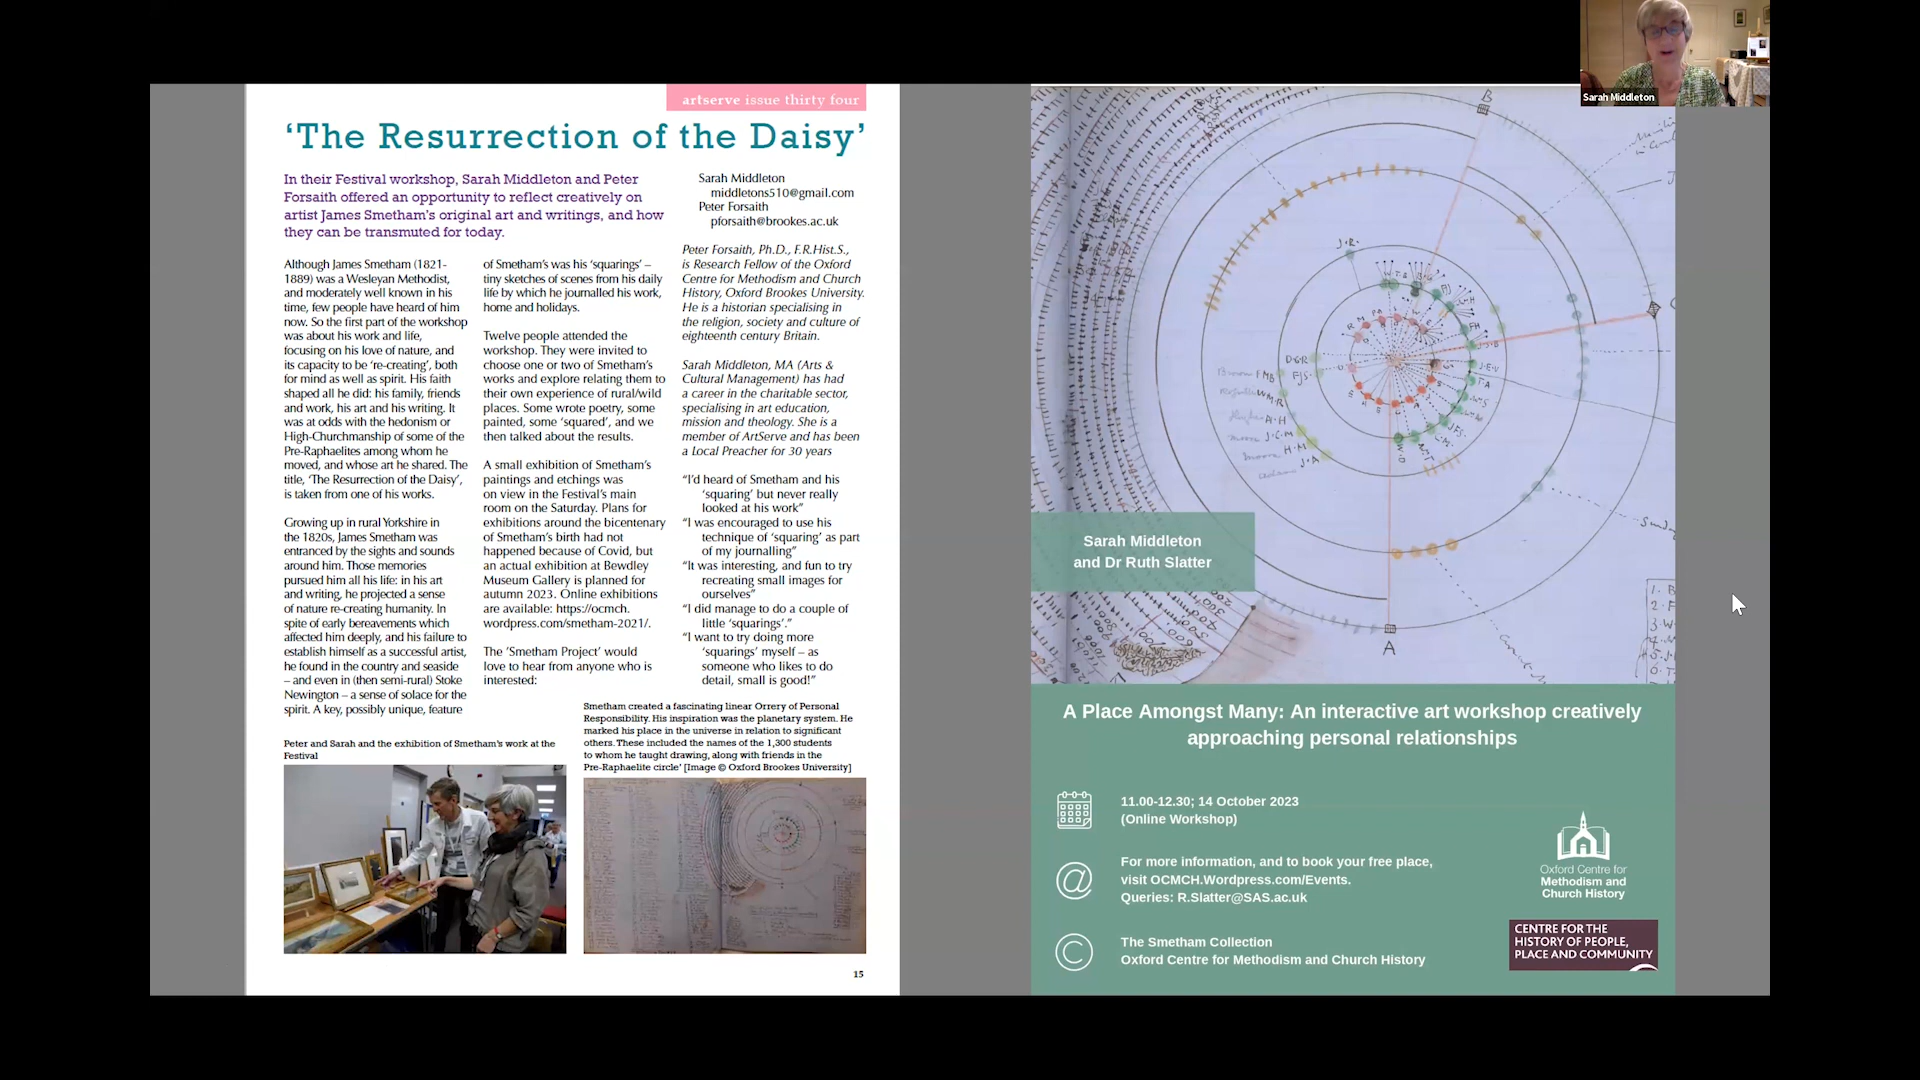 Sarah Middleton
artserve issue thirty four
‘The Resurrection of the Daisy’
In their Festival workshop, Sarah Middleton and Peter
Forsaith offered an opportunity to reflect creatively on
artist James Smetham’s original art and writings, and how
they can be transmuted for today.
Although James Smetham (1821-
1889) was a Wesleyan Methodist,
and moderately well known in his
time, few people have heard of him
now. So the first part of the workshop
was about his work and life,
focusing on his love of nature, and
its capacity to be ‘re-creating’, both
for mind as well as spirit. His faith
shaped all he did: his family, friends
and work, his art and his writing. It
was at odds with the hedonism or
High-Churchmanship of some of the
Pre-Raphaelites among whom he
moved, and whose art he shared. The
title, ‘The Resurrection of the Daisy’,
is taken from one of his works.
Growing up in rural Yorkshire in
the 1820s, James Smetham was
entranced by the sights and sounds
around him. Those memories
pursued him all his life: in his art
and writing, he projected a sense
of nature re-creating humanity. In
spite of early bereavements which
affected him deeply, and his failure to
establish himself as a successful artist,
he found in the country and seaside
– and even in (then semi-rural) Stoke
Newington – a sense of solace for the
spirit. A key, possibly unique, feature
of Smetham’s was his ‘squarings’ –
tiny sketches of scenes from his daily
life by which he journalled his work,
home and holidays.
Twelve people attended the
workshop. They were invited to
choose one or two of Smetham’s
works and explore relating them to
their own experience of rural/wild
places. Some wrote poetry, some
painted, some ‘squared’, and we
then talked about the results.
A small exhibition of Smetham’s
paintings and etchings was
on view in the Festival’s main
room on the Saturday. Plans for
exhibitions around the bicentenary
of Smetham’s birth had not
happened because of Covid, but
an actual exhibition at Bewdley
Museum Gallery is planned for
autumn 2023. Online exhibitions
are available: https://ocmch.
wordpress.com/smetham-2021/.
The ‘Smetham Project’ would
love to hear from anyone who is
interested:
Sarah Middleton
middletons510@gmail.com
Peter Forsaith
pforsaith@brookes.ac.uk
Peter Forsaith, Ph.D., F.R.Hist.S.,
is Research Fellow of the Oxford
Centre for Methodism and Church
History, Oxford Brookes University.
He is a historian specialising in
the religion, society and culture of
eighteenth century Britain.
Sarah Middleton, MA (Arts &
Cultural Management) has had
a career in the charitable sector,
specialising in art education,
mission and theology. She is a
member of ArtServe and has been
a Local Preacher for 30 years
“I’d heard of Smetham and his
‘squaring’ but never really
looked at his work”
“I was encouraged to use his
technique of ‘squaring’ as part
of my journalling”
“It was interesting, and fun to try
recreating small images for
ourselves”
“I did manage to do a couple of
little ‘squarings’.”
“I want to try doing more
‘squarings’ myself – as
someone who likes to do
detail, small is good!”
Peter and Sarah and the exhibition of Smetham’s work at the
Festival
Smetham created a fascinating linear Orrery of Personal
Responsibility. His inspiration was the planetary system. He
marked his place in the universe in relation to significant
others. These included the names of the 1,300 students
to whom he taught drawing, along with friends in the
Pre-Raphaelite circle’ [Image © Oxford Brookes University]
15
B
J.R.
D.G.R
F.M.B
F.J.S.
W.M.R
A.H
J.C.M
H.M
J.A
A
Sarah Middleton
and Dr Ruth Slatter
A Place Amongst Many: An interactive art workshop creatively
approaching personal relationships
11.00-12.30; 14 October 2023
(Online Workshop)
For more information, and to book your free place,
visit OCMCH.Wordpress.com/Events.
Queries: R.Slatter@SAS.ac.uk
The Smetham Collection
Oxford Centre for Methodism and Church History
Oxford Centre for
Methodism and
Church History
CENTRE FOR THE
HISTORY OF PEOPLE,
PLACE AND COMMUNITY